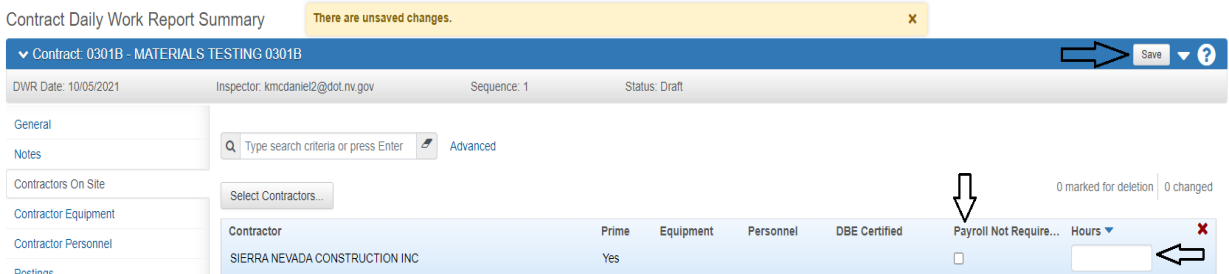 Contract Daily Work Report Summary
There are unsaved changes.
Contract: 0301B - MATERIALS TESTING 0301B
Save
?
DWR Date: 10/05/2021 Inspector: kmcdaniel2@dot.nv.gov Sequence: 1 Status: Draft
General
Notes
Contractors On Site
Contractor Equipment
Contractor Personnel
Postings
Type search criteria or press Enter Advanced
Select Contractors...
0 marked for deletion 0 changed
Contractor Prime Equipment Personnel DBE Certified Payroll Not Require... Hours
SIERRA NEVADA CONSTRUCTION INC Yes